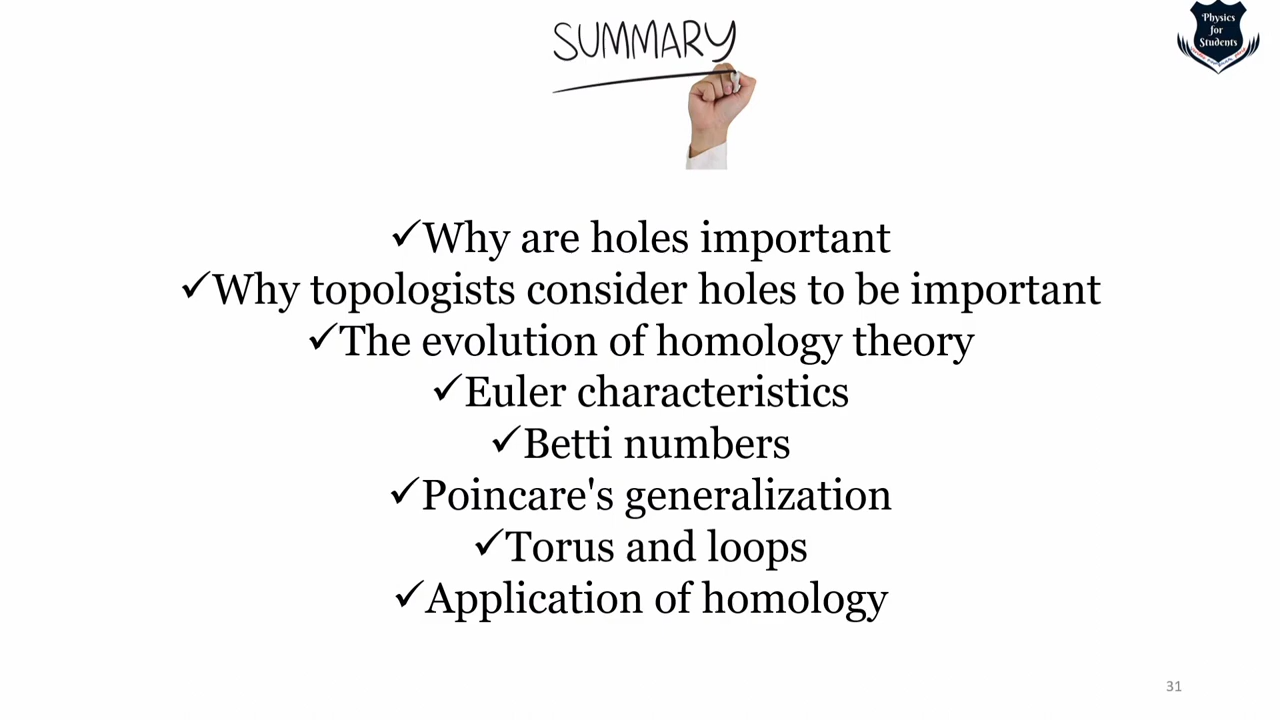 SUMMARY
Physics
for
Students
✓Why are holes important
✓Why topologists consider holes to be important
✓The evolution of homology theory
✓Euler characteristics
✓Betti numbers
✓Poincare's generalization
✓Torus and loops
✓Application of homology
31